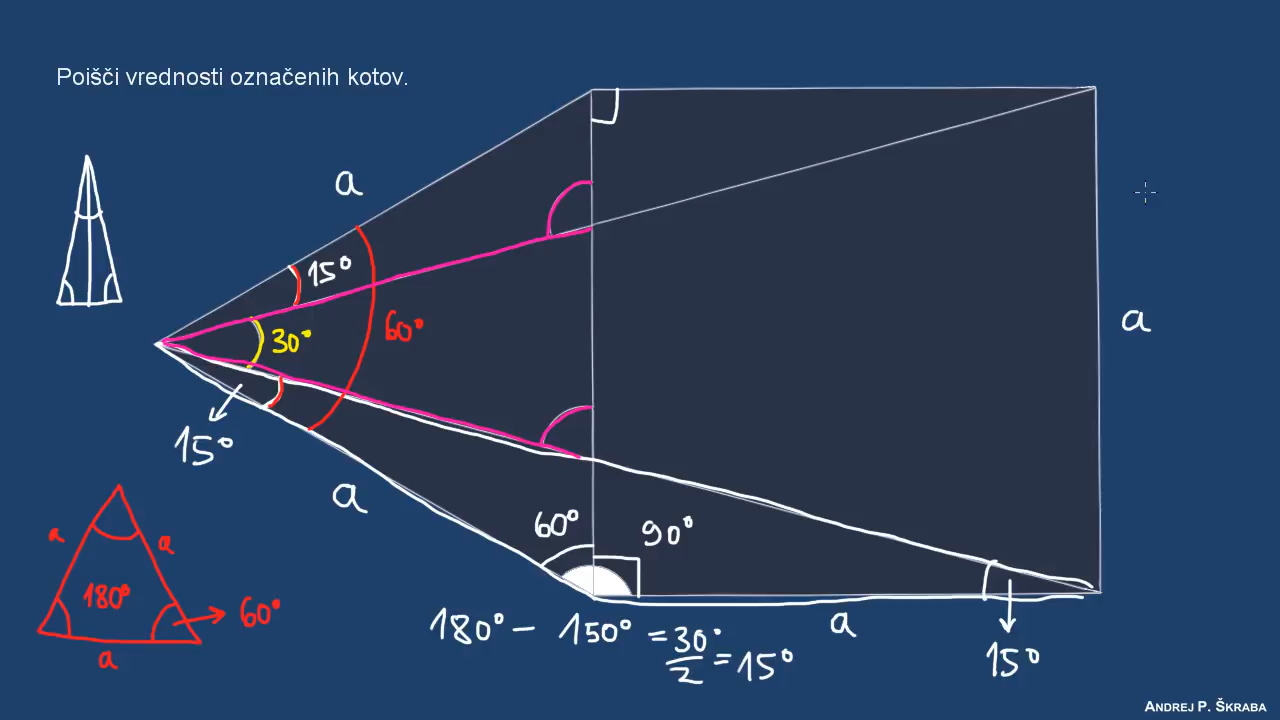 Poišči vrednosti označenih kotov.
a
15°
30°
60°
a
15°
a
60°
90°
a
a
180°
60°
a
180° - 150° = 30°
/2 = 15°
a
15°
ANDREJ P. ŠKRABA